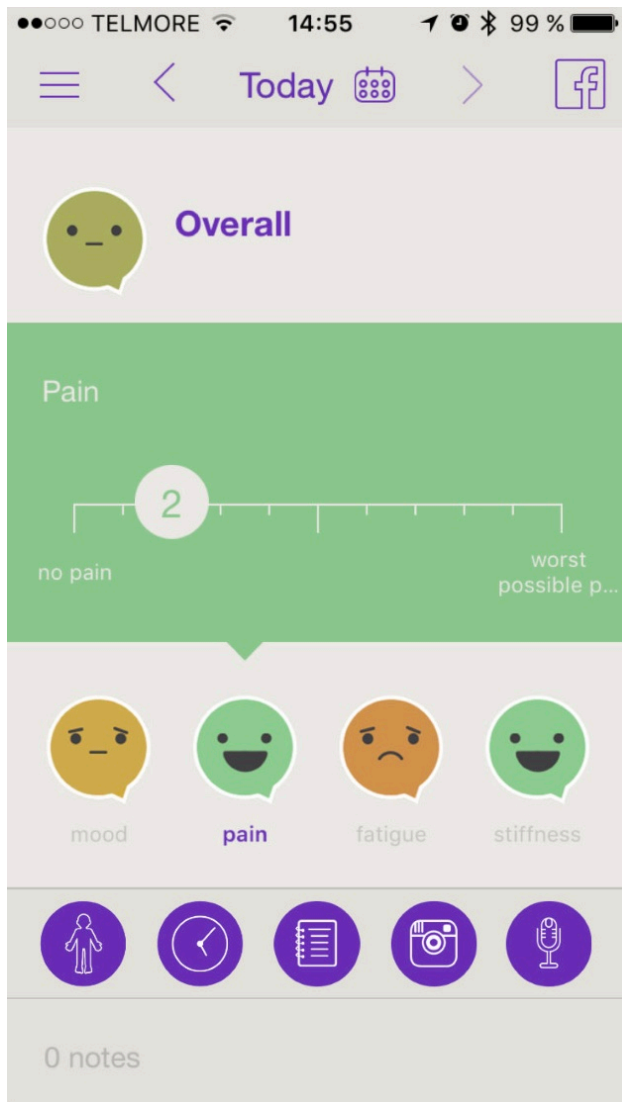 TELMORE 14:55 99 %
Today
Overall
Pain
2
no pain
worst
possible p...
mood pain fatigue stiffness
0 notes